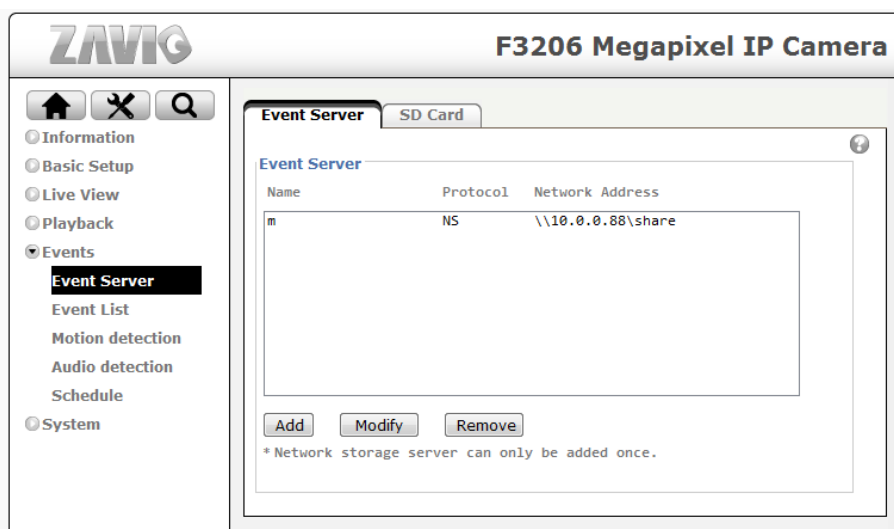 ZAVIO
F3206 Megapixel IP Camera
Information
Basic Setup
Live View
Playback
Events
Event Server
Event List
Motion detection
Audio detection
Schedule
System
Event Server
SD Card
Event Server
Name Protocol Network Address
m NS \\10.0.0.88\share
Add Modify Remove
* Network storage server can only be added once.